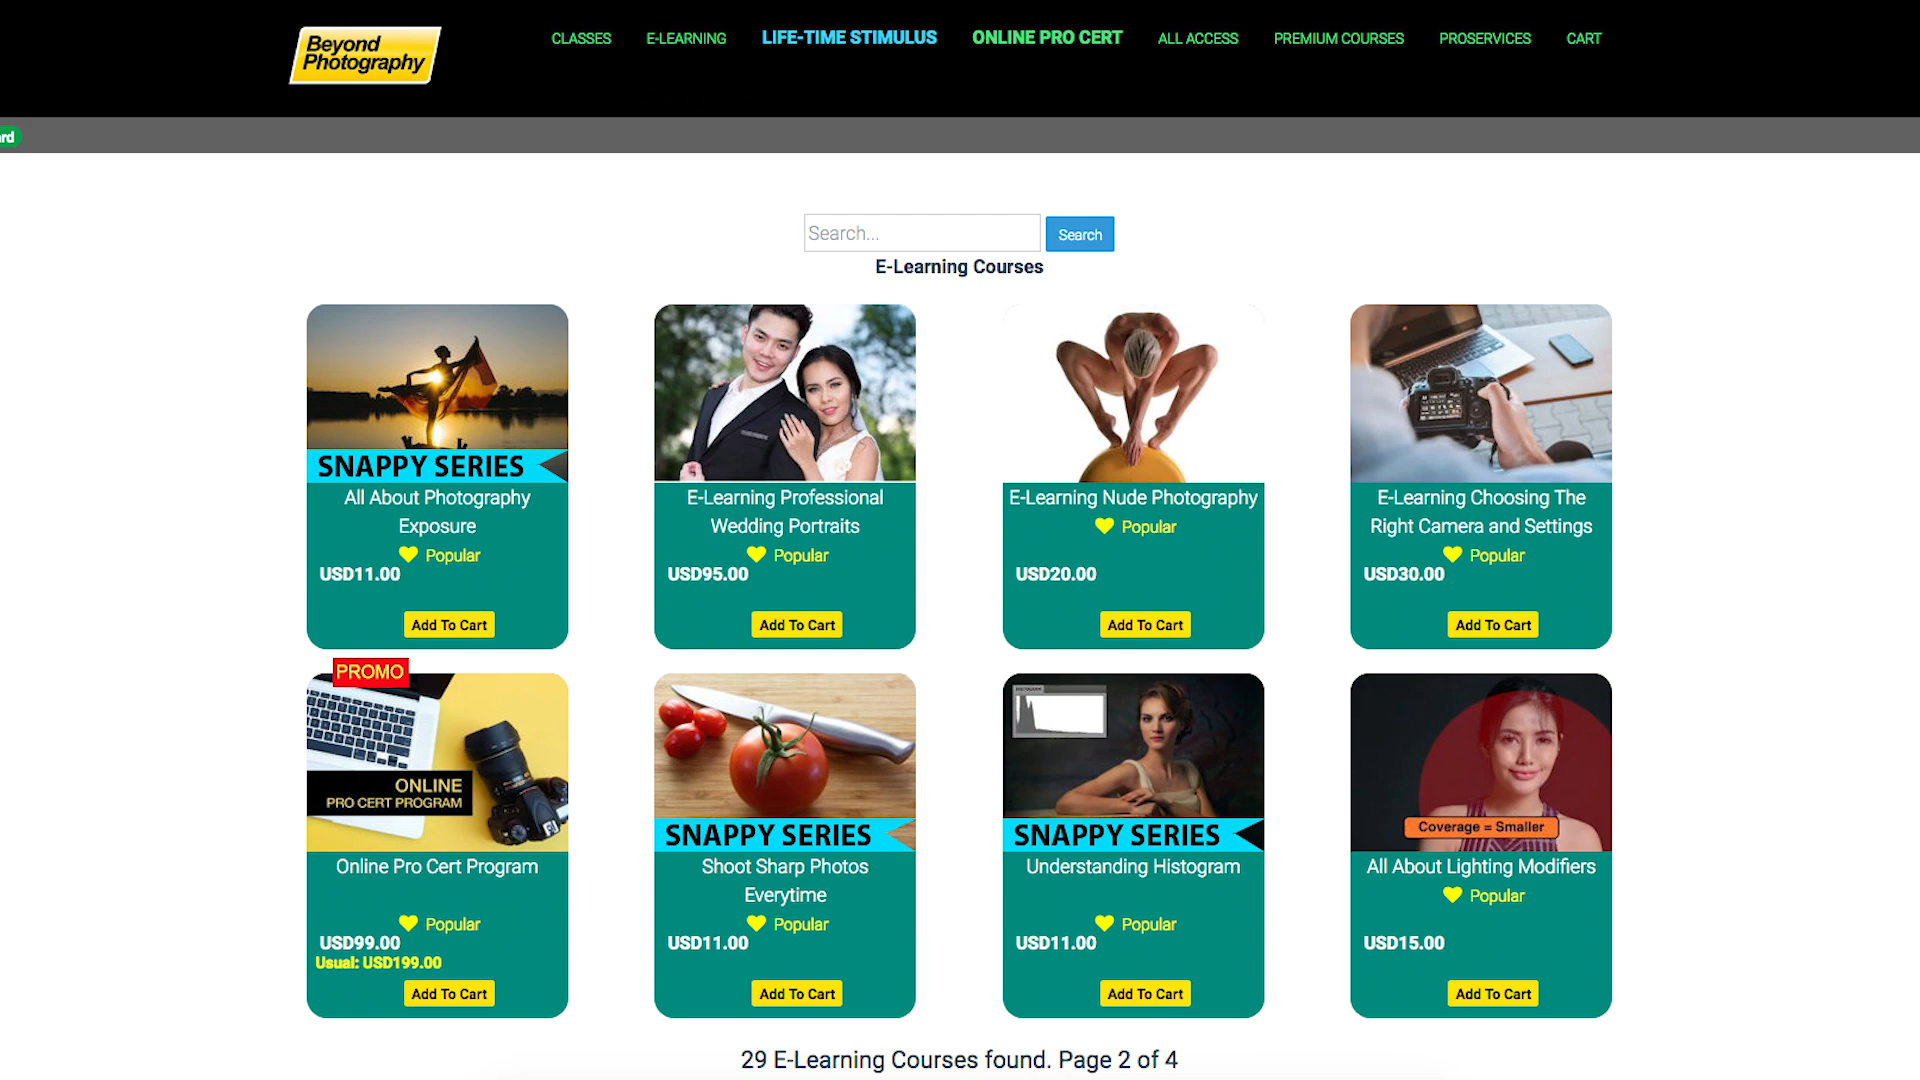 Beyond
Photography
CLASSES
E-LEARNING
LIFE-TIME STIMULUS
ONLINE PRO CERT
ALL ACCESS
PREMIUM COURSES
PROSERVICES
CART
Search...
Search
E-Learning Courses
SNAPPY SERIES
All About Photography
Exposure
Popular
USD11.00
Add To Cart
E-Learning Professional
Wedding Portraits
Popular
USD95.00
Add To Cart
E-Learning Nude Photography
Popular
USD20.00
Add To Cart
E-Learning Choosing The
Right Camera and Settings
Popular
USD30.00
Add To Cart
PROMO
ONLINE
PRO CERT PROGRAM
Online Pro Cert Program
Popular
USD99.00
Usual: USD199.00
Add To Cart
SNAPPY SERIES
Shoot Sharp Photos
Everytime
Popular
USD11.00
Add To Cart
SNAPPY SERIES
Understanding Histogram
Popular
USD11.00
Add To Cart
Coverage = Smaller
All About Lighting Modifiers
Popular
USD15.00
Add To Cart
29 E-Learning Courses found. Page 2 of 4